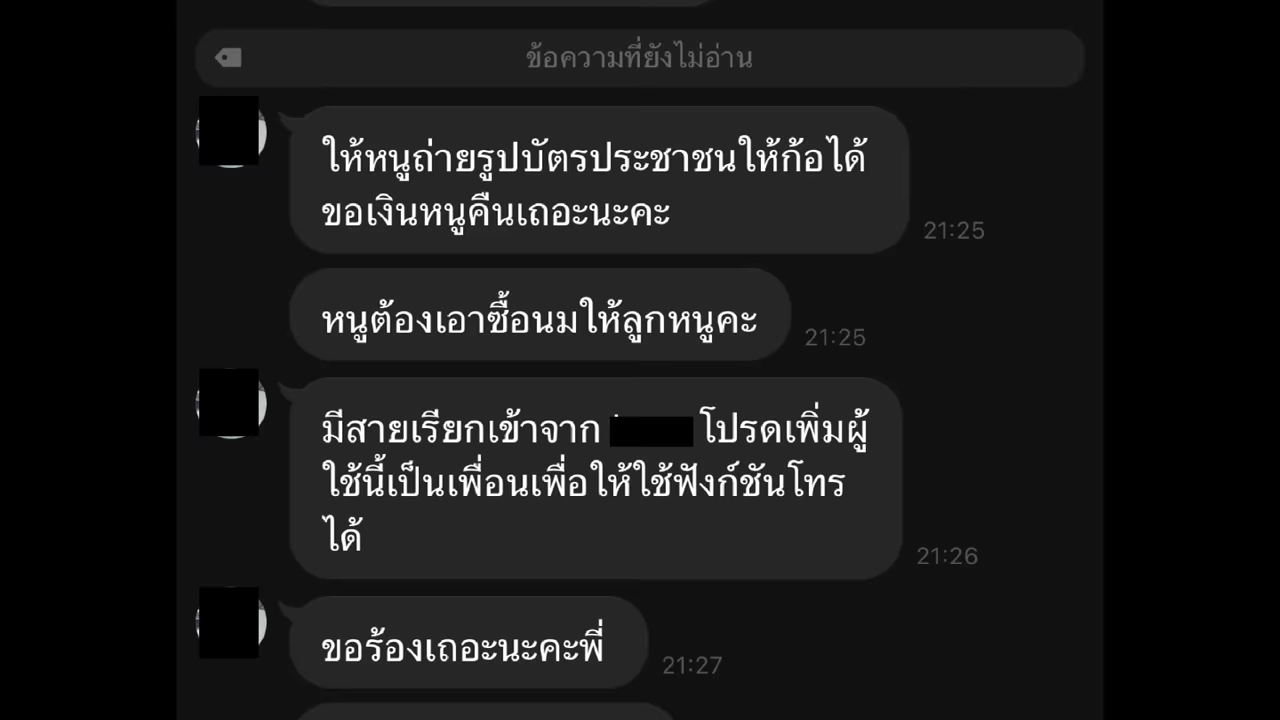 ข้อความที่ยังไม่อ่าน
ให้หนูถ่ายรูปบัตรประชาชนให้ก้อได้
ขอเงินหนูคืนเถอะนะคะ
21:25
หนูต้องเอาซื้อนมให้ลูกหนูคะ
21:25
มีสายเรียกเข้าจาก โปรดเพิ่มผู้
ใช้นี้เป็นเพื่อนเพื่อให้ใช้ฟังก์ชันโทร
ได้
21:26
ขอร้องเถอะนะคะพี่
21:27